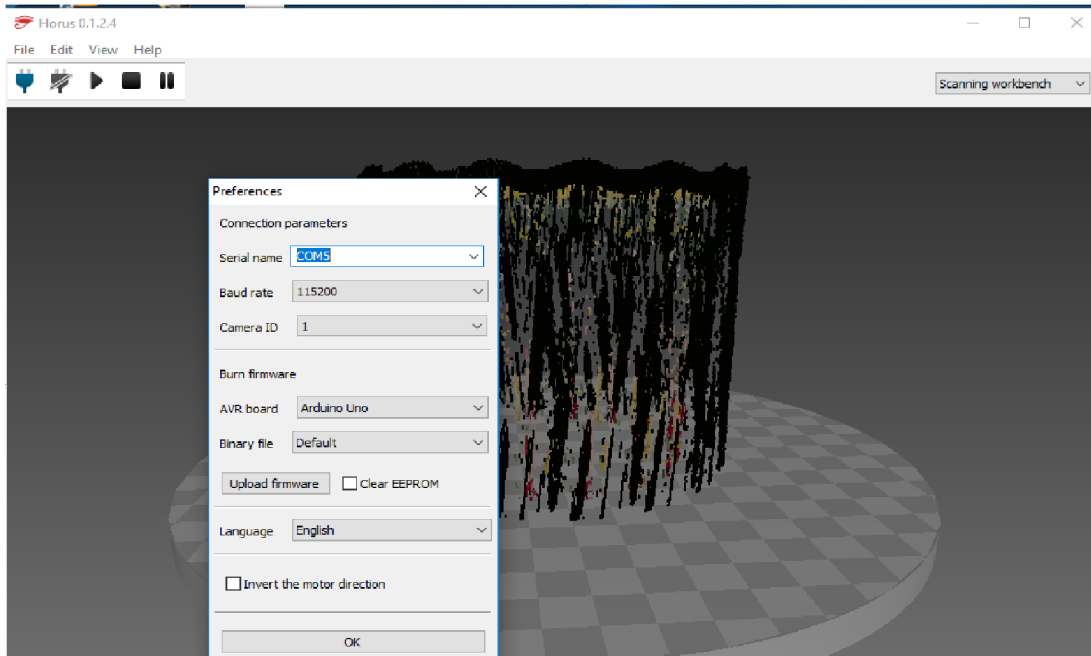 Horus 0.1.2.4
File Edit View Help
Scanning workbench
Preferences
Connection parameters
Serial name COM5
Baud rate 115200
Camera ID 1
Burn firmware
AVR board Arduino Uno
Binary file Default
Upload firmware Clear EEPROM
Language English
Invert the motor direction
OK